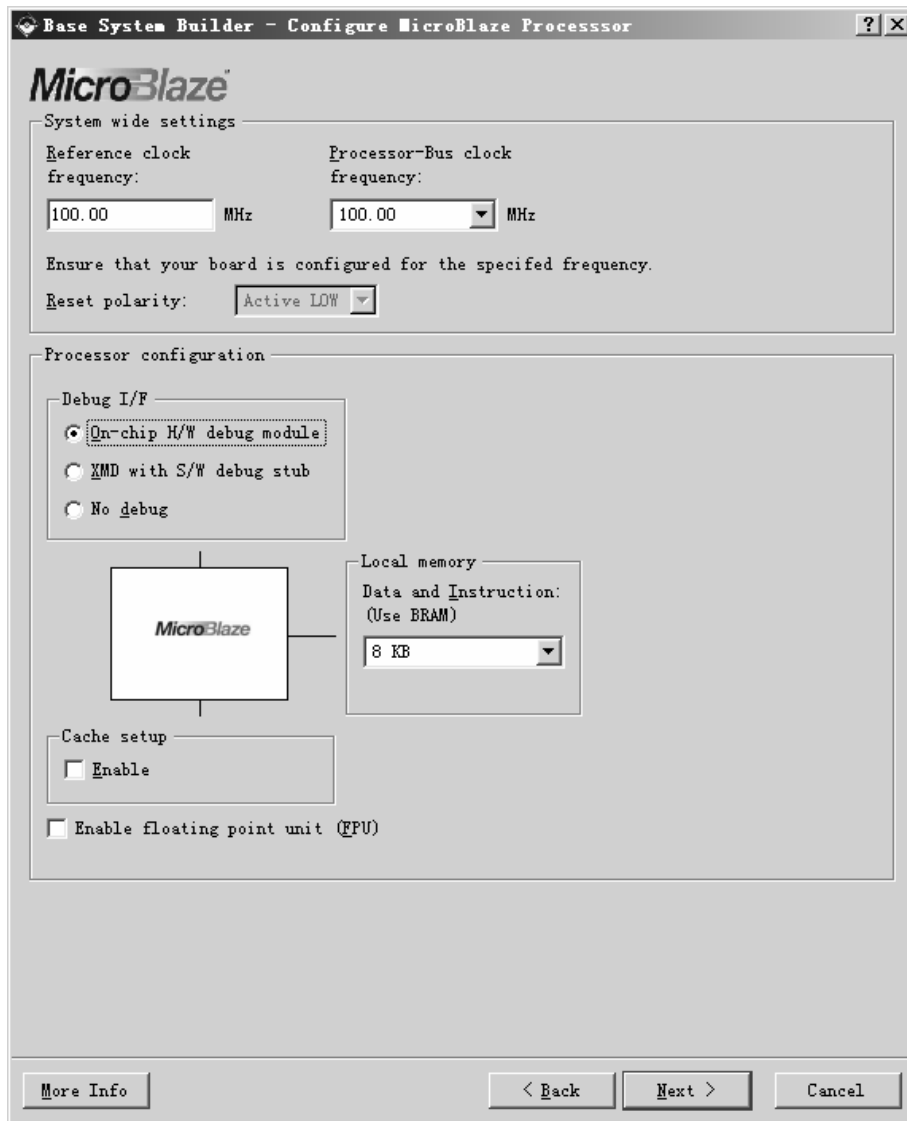 Base System Builder - Configure MicroBlaze Processsor
MicroBlaze
System wide settings
Reference clock frequency:
Processor-Bus clock frequency:
100.00 MHz
100.00 MHz
Ensure that your board is configured for the specifed frequency.
Reset polarity: Active LOW
Processor configuration
Debug I/F
On-chip H/W debug module
XMD with S/W debug stub
No debug
MicroBlaze
Local memory
Data and Instruction:
(Use BRAM)
8 KB
Cache setup
Enable
Enable floating point unit (FPU)
More Info
< Back
Next >
Cancel